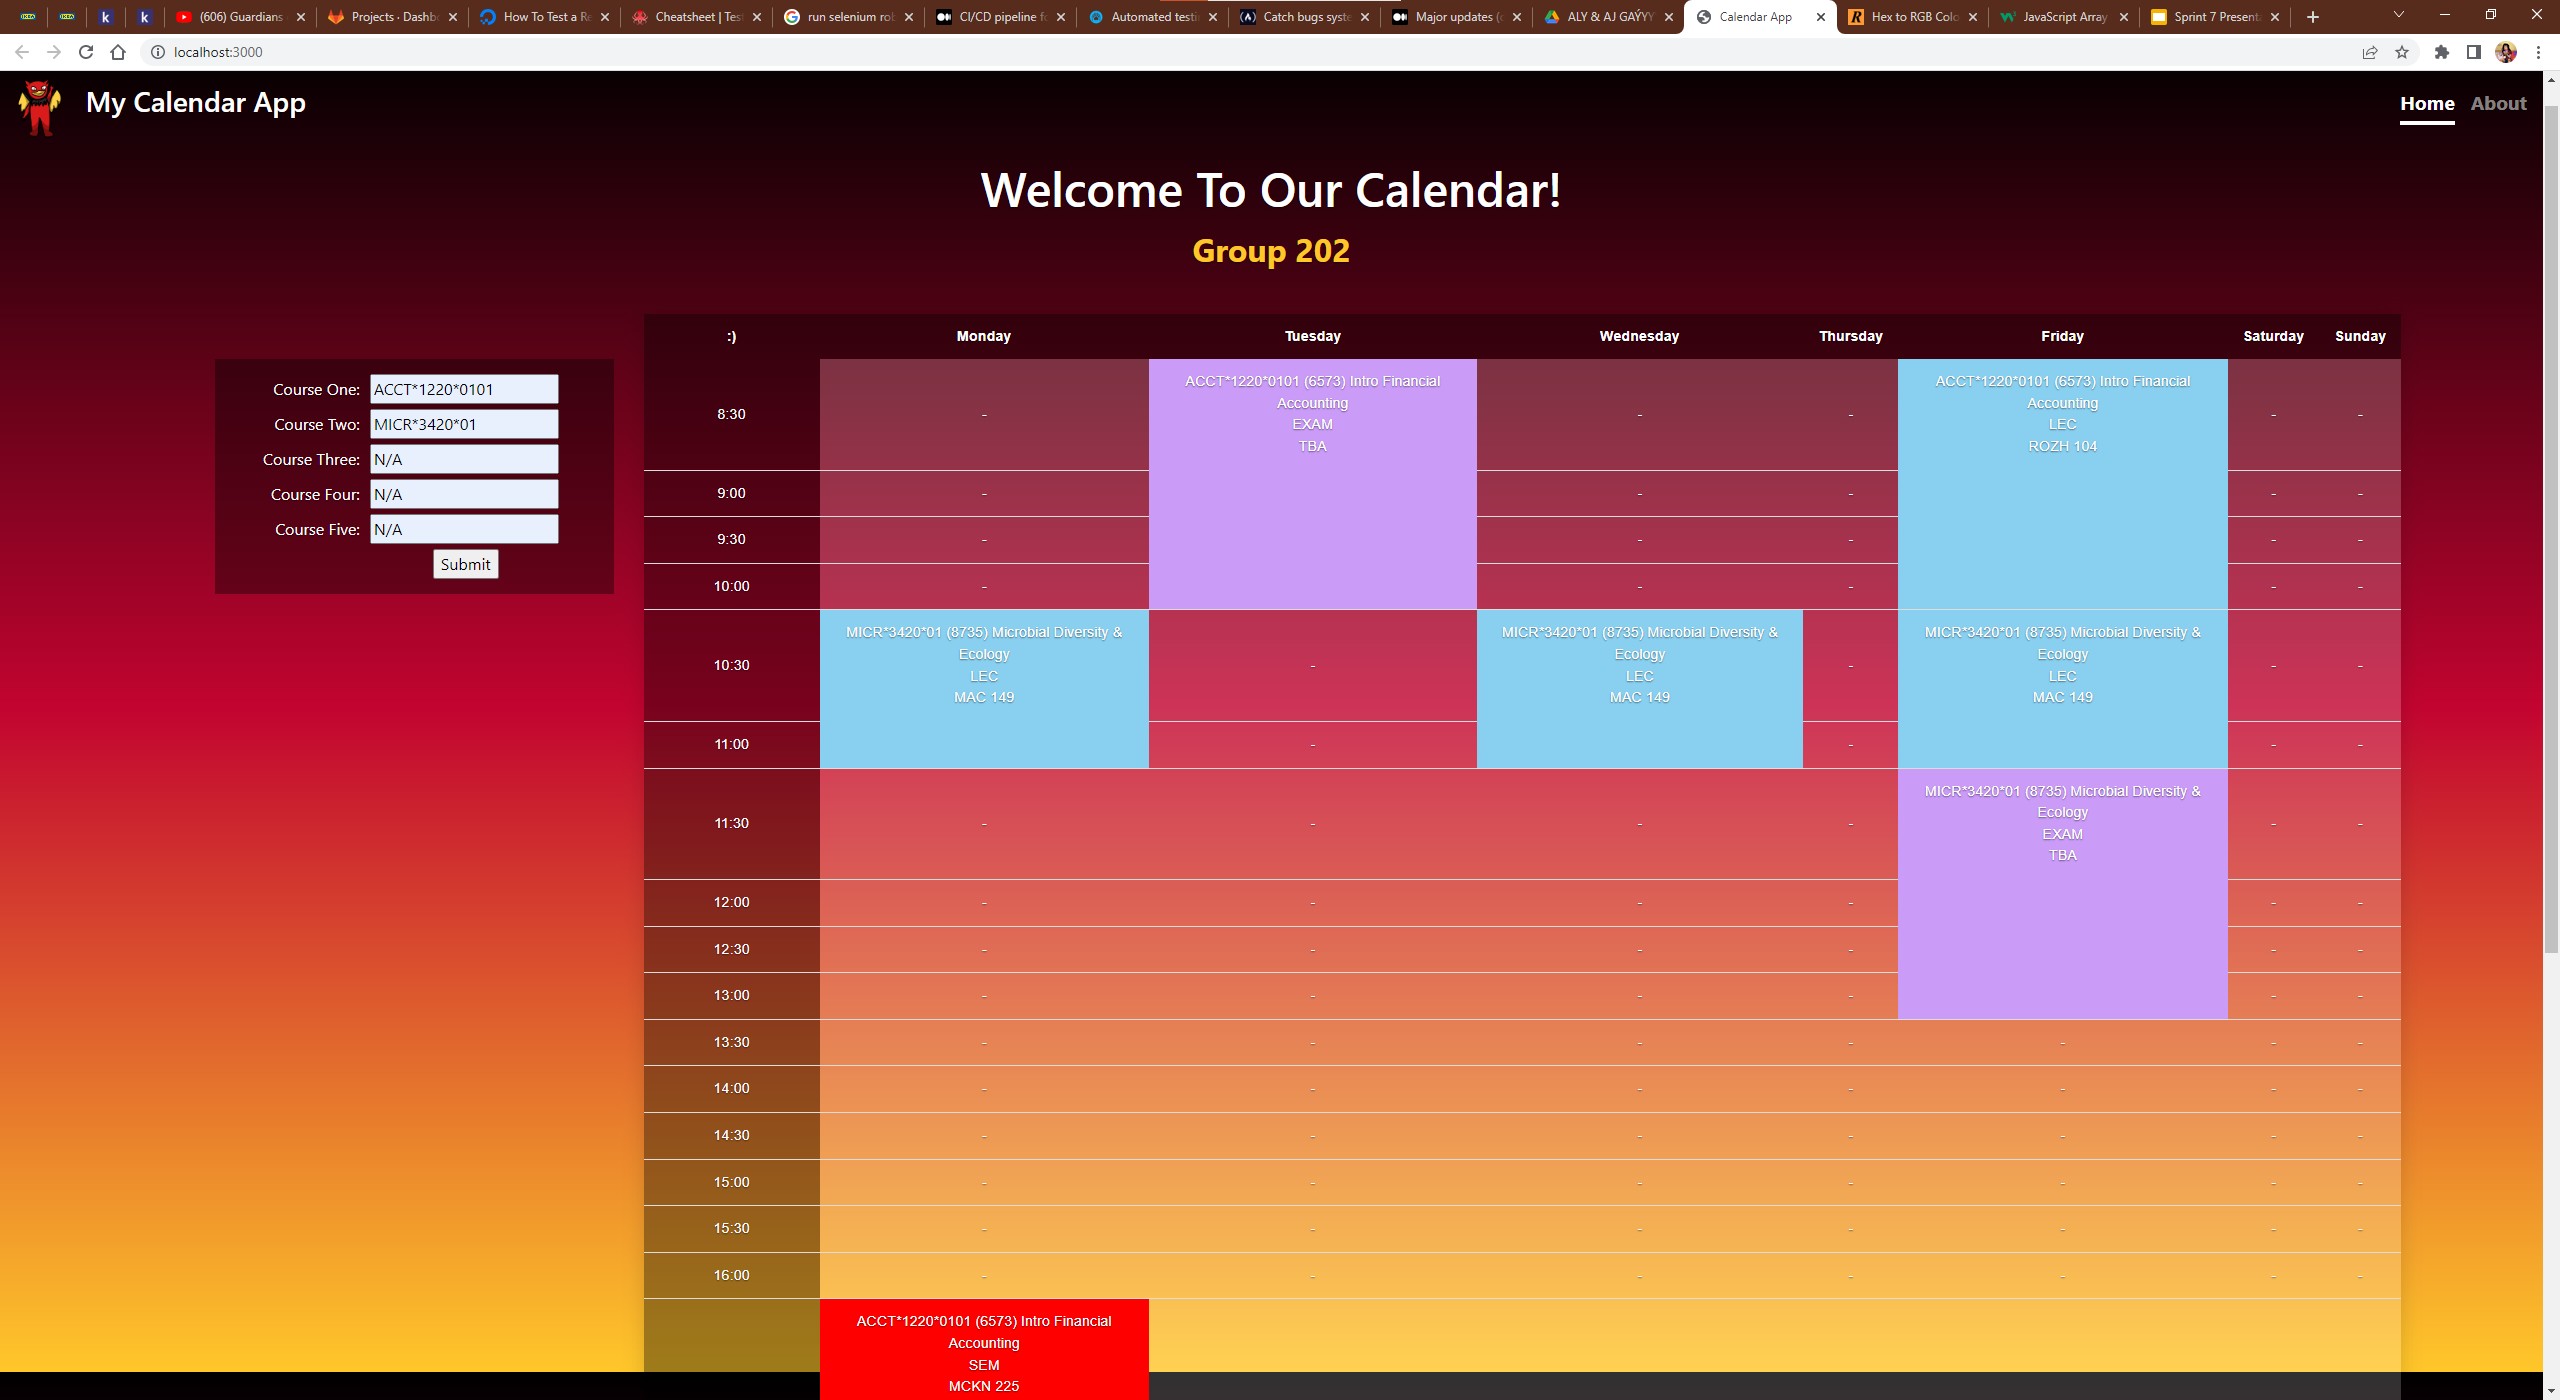 (606) Guardians
Projects · Dashb
How To Test a Re
Cheatsheet | Tes
run selenium ro
CI/CD pipeline f
Automated testi
Catch bugs syste
Major updates (
ALY & AJ GAÝYY
Calendar App
Hex to RGB Colo
JavaScript Array
Sprint 7 Present
localhost:3000
My Calendar App
Home
About
Welcome To Our Calendar!
Group 202
Course One: ACCT*1220*0101
Course Two: MICR*3420*01
Course Three: N/A
Course Four: N/A
Course Five: N/A
Submit
:) Monday Tuesday Wednesday Thursday Friday Saturday Sunday
8:30 - - - - -
ACCT*1220*0101 (6573) Intro Financial
Accounting
EXAM
TBA
ACCT*1220*0101 (6573) Intro Financial
Accounting
LEC
ROZH 104
9:00 - - - - -
9:30 - - - - -
10:00 - - - - -
10:30 - - - -
MICR*3420*01 (8735) Microbial Diversity &
Ecology
LEC
MAC 149
MICR*3420*01 (8735) Microbial Diversity &
Ecology
LEC
MAC 149
MICR*3420*01 (8735) Microbial Diversity &
Ecology
LEC
MAC 149
11:00 - - - -
11:30 - - - - - -
MICR*3420*01 (8735) Microbial Diversity &
Ecology
EXAM
TBA
12:00 - - - - - -
12:30 - - - - - -
13:00 - - - - - -
13:30 - - - - - - -
14:00 - - - - - - -
14:30 - - - - - - -
15:00 - - - - - - -
15:30 - - - - - - -
16:00 - - - - - - -
ACCT*1220*0101 (6573) Intro Financial
Accounting
SEM
MCKN 225